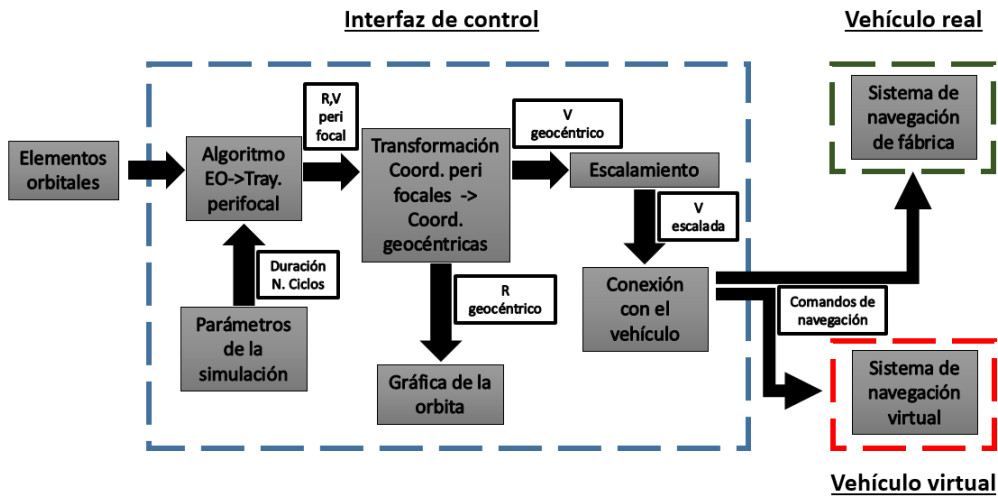 Interfaz de control
Vehículo real
Elementos
orbitales
Algoritmo
EO->Tray.
perifocal
R,V
peri
focal
Transformación
Coord. peri
focales -> 
Coord.
geocéntricas
V
geocéntrico
Escalamiento
V
escalada
Sistema de
navegación
de fábrica
Duración
N. Ciclos
Parámetros
de la
simulación
R
geocéntrico
Gráfica de la
orbita
Conexión
con el
vehículo
Comandos de
navegación
Sistema de
navegación
virtual
Vehículo virtual